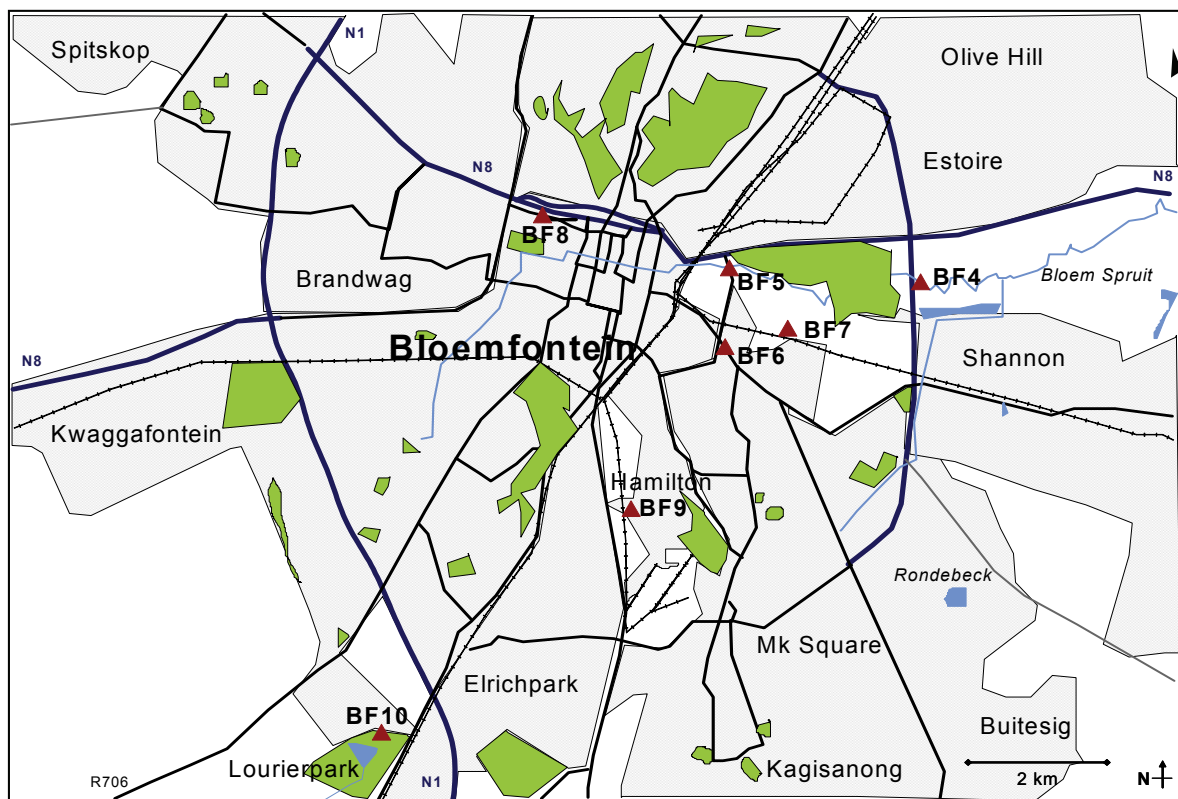 N1
Spitskop
Olive Hill
Estoire
N8
N8
BF8
Brandwag
BF5
BF4
Bloem Spruit
BF7
Bloemfontein
BF6
Shannon
N8
Kwaggafontein
Hamilton
BF9
Rondebeck
Mk Square
Elrichpark
BF10
Buitesig
Lourierpark
Kagisanong
R706
N1
2 km
N